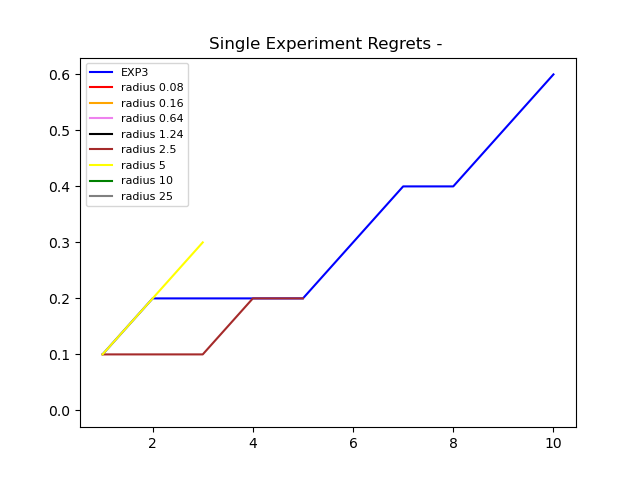 Single Experiment Regrets -
EXP3
radius 0.08
radius 0.16
radius 0.64
radius 1.24
radius 2.5
radius 5
radius 10
radius 25
0.6
0.5
0.4
0.3
0.2
0.1
0.0
2 4 6 8 10